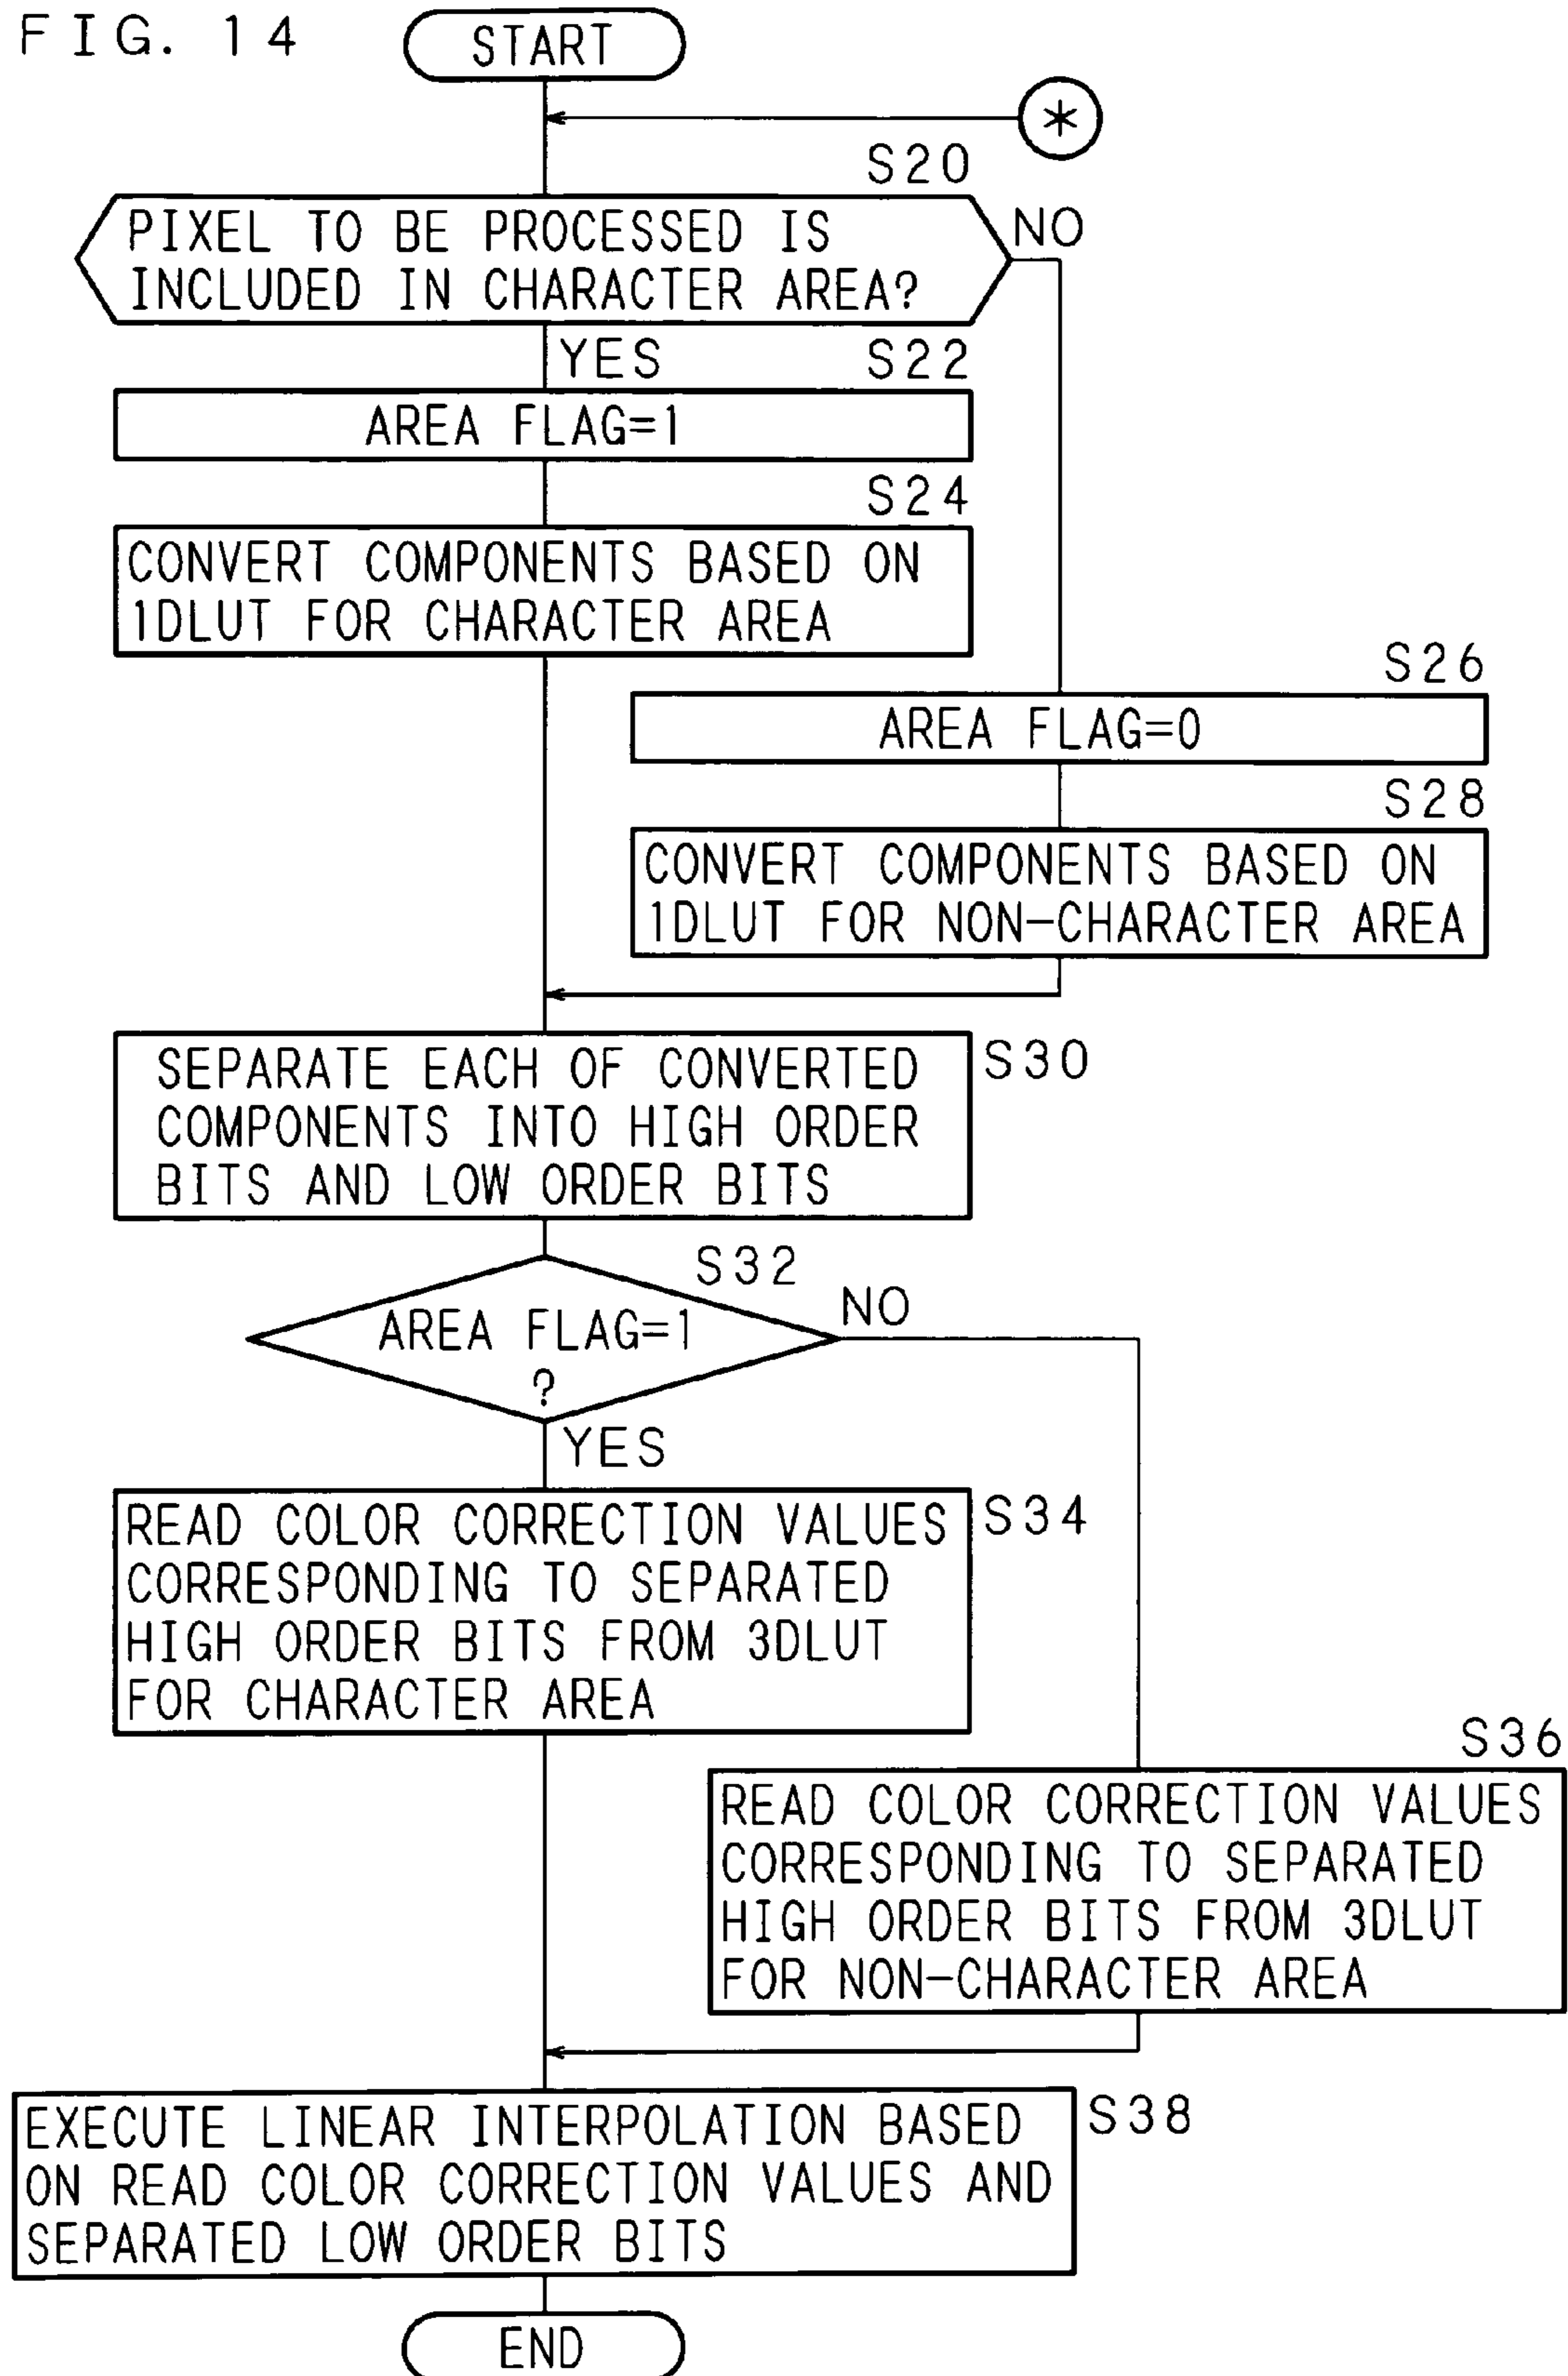 FIG. 14
START
*
S20
PIXEL TO BE PROCESSED IS
INCLUDED IN CHARACTER AREA?
NO
YES
S22
AREA FLAG=1
S24
CONVERT COMPONENTS BASED ON
1DLUT FOR CHARACTER AREA
S26
AREA FLAG=0
S28
CONVERT COMPONENTS BASED ON
1DLUT FOR NON-CHARACTER AREA
SEPARATE EACH OF CONVERTED
COMPONENTS INTO HIGH ORDER
BITS AND LOW ORDER BITS
S30
S32
AREA FLAG=1
?
NO
YES
READ COLOR CORRECTION VALUES
CORRESPONDING TO SEPARATED
HIGH ORDER BITS FROM 3DLUT
FOR CHARACTER AREA
S34
S36
READ COLOR CORRECTION VALUES
CORRESPONDING TO SEPARATED
HIGH ORDER BITS FROM 3DLUT
FOR NON-CHARACTER AREA
EXECUTE LINEAR INTERPOLATION BASED
ON READ COLOR CORRECTION VALUES AND
SEPARATED LOW ORDER BITS
S38
END